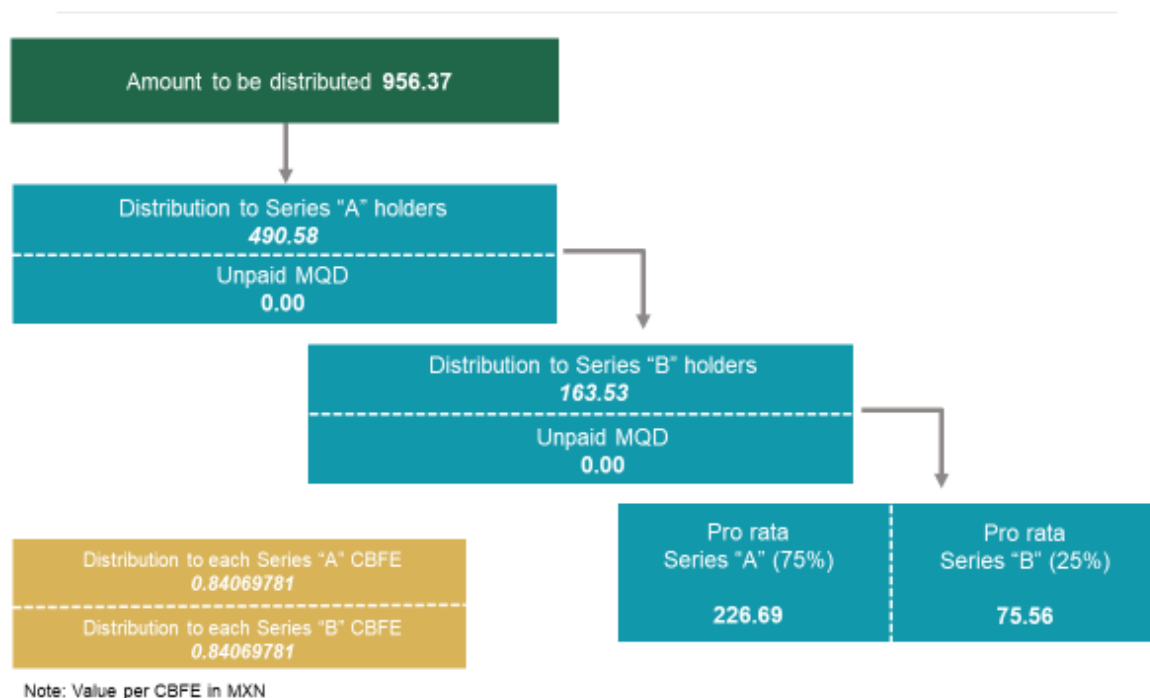 Amount to be distributed 956.37
Distribution to Series “A” holders
490.58
Unpaid MQD
0.00
Distribution to Series “B” holders
163.53
Unpaid MQD
0.00
Pro rata
Series “A” (75%)
226.69
Pro rata
Series “B” (25%)
75.56
Distribution to each Series “A” CBFE
0.84069781
Distribution to each Series “B” CBFE
0.84069781
Note: Value per CBFE in MXN